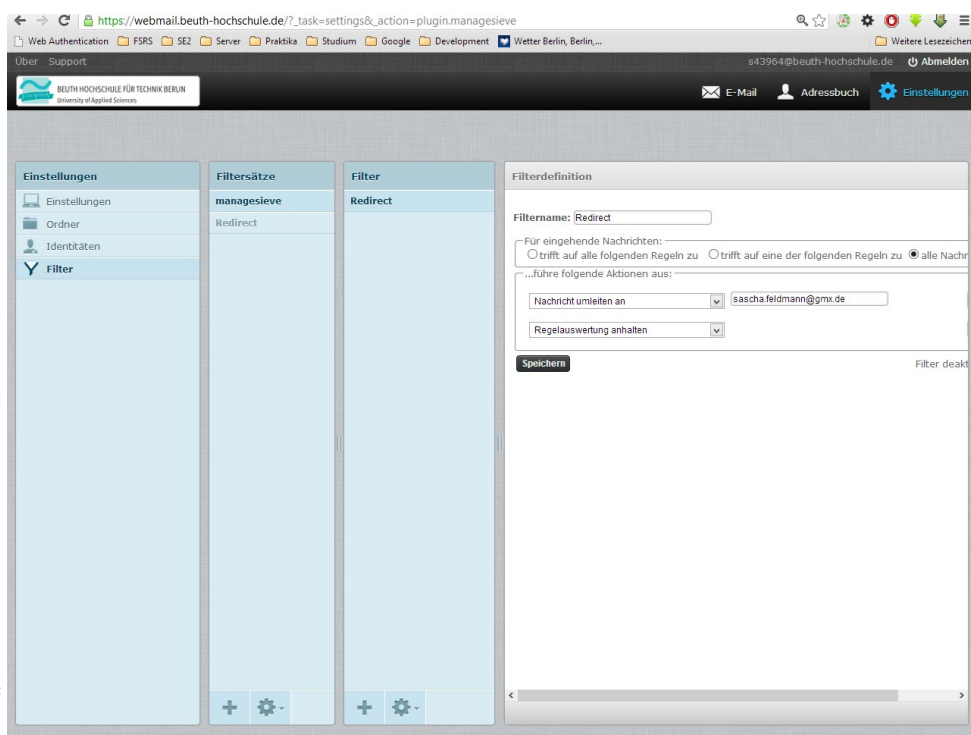 https://webmail.beuth-hochschule.de/?_task=settings&_action=plugin.managesieve
Web Authentication FSRS SE2 Server Praktika Studium Google Development Wetter Berlin, Berlin,... Weitere Lesezeichen
Über Support s43964@beuth-hochschule.de Abmelden
BEUTH HOCHSCHULE FÜR TECHNIK BERLIN
University of Applied Sciences
E-Mail Adressbuch Einstellungen
Einstellungen
Einstellungen
Ordner
Identitäten
Filter
Filtersätze
managesieve
Redirect
Filter
Redirect
Filterdefinition
Filtername: Redirect
Für eingehende Nachrichten:
trifft auf alle folgenden Regeln zu trifft auf eine der folgenden Regeln zu alle Nachr
...führe folgende Aktionen aus:
Nachricht umleiten an sascha.feldmann@gmx.de
Regelauswertung anhalten
Speichern Filter deakt